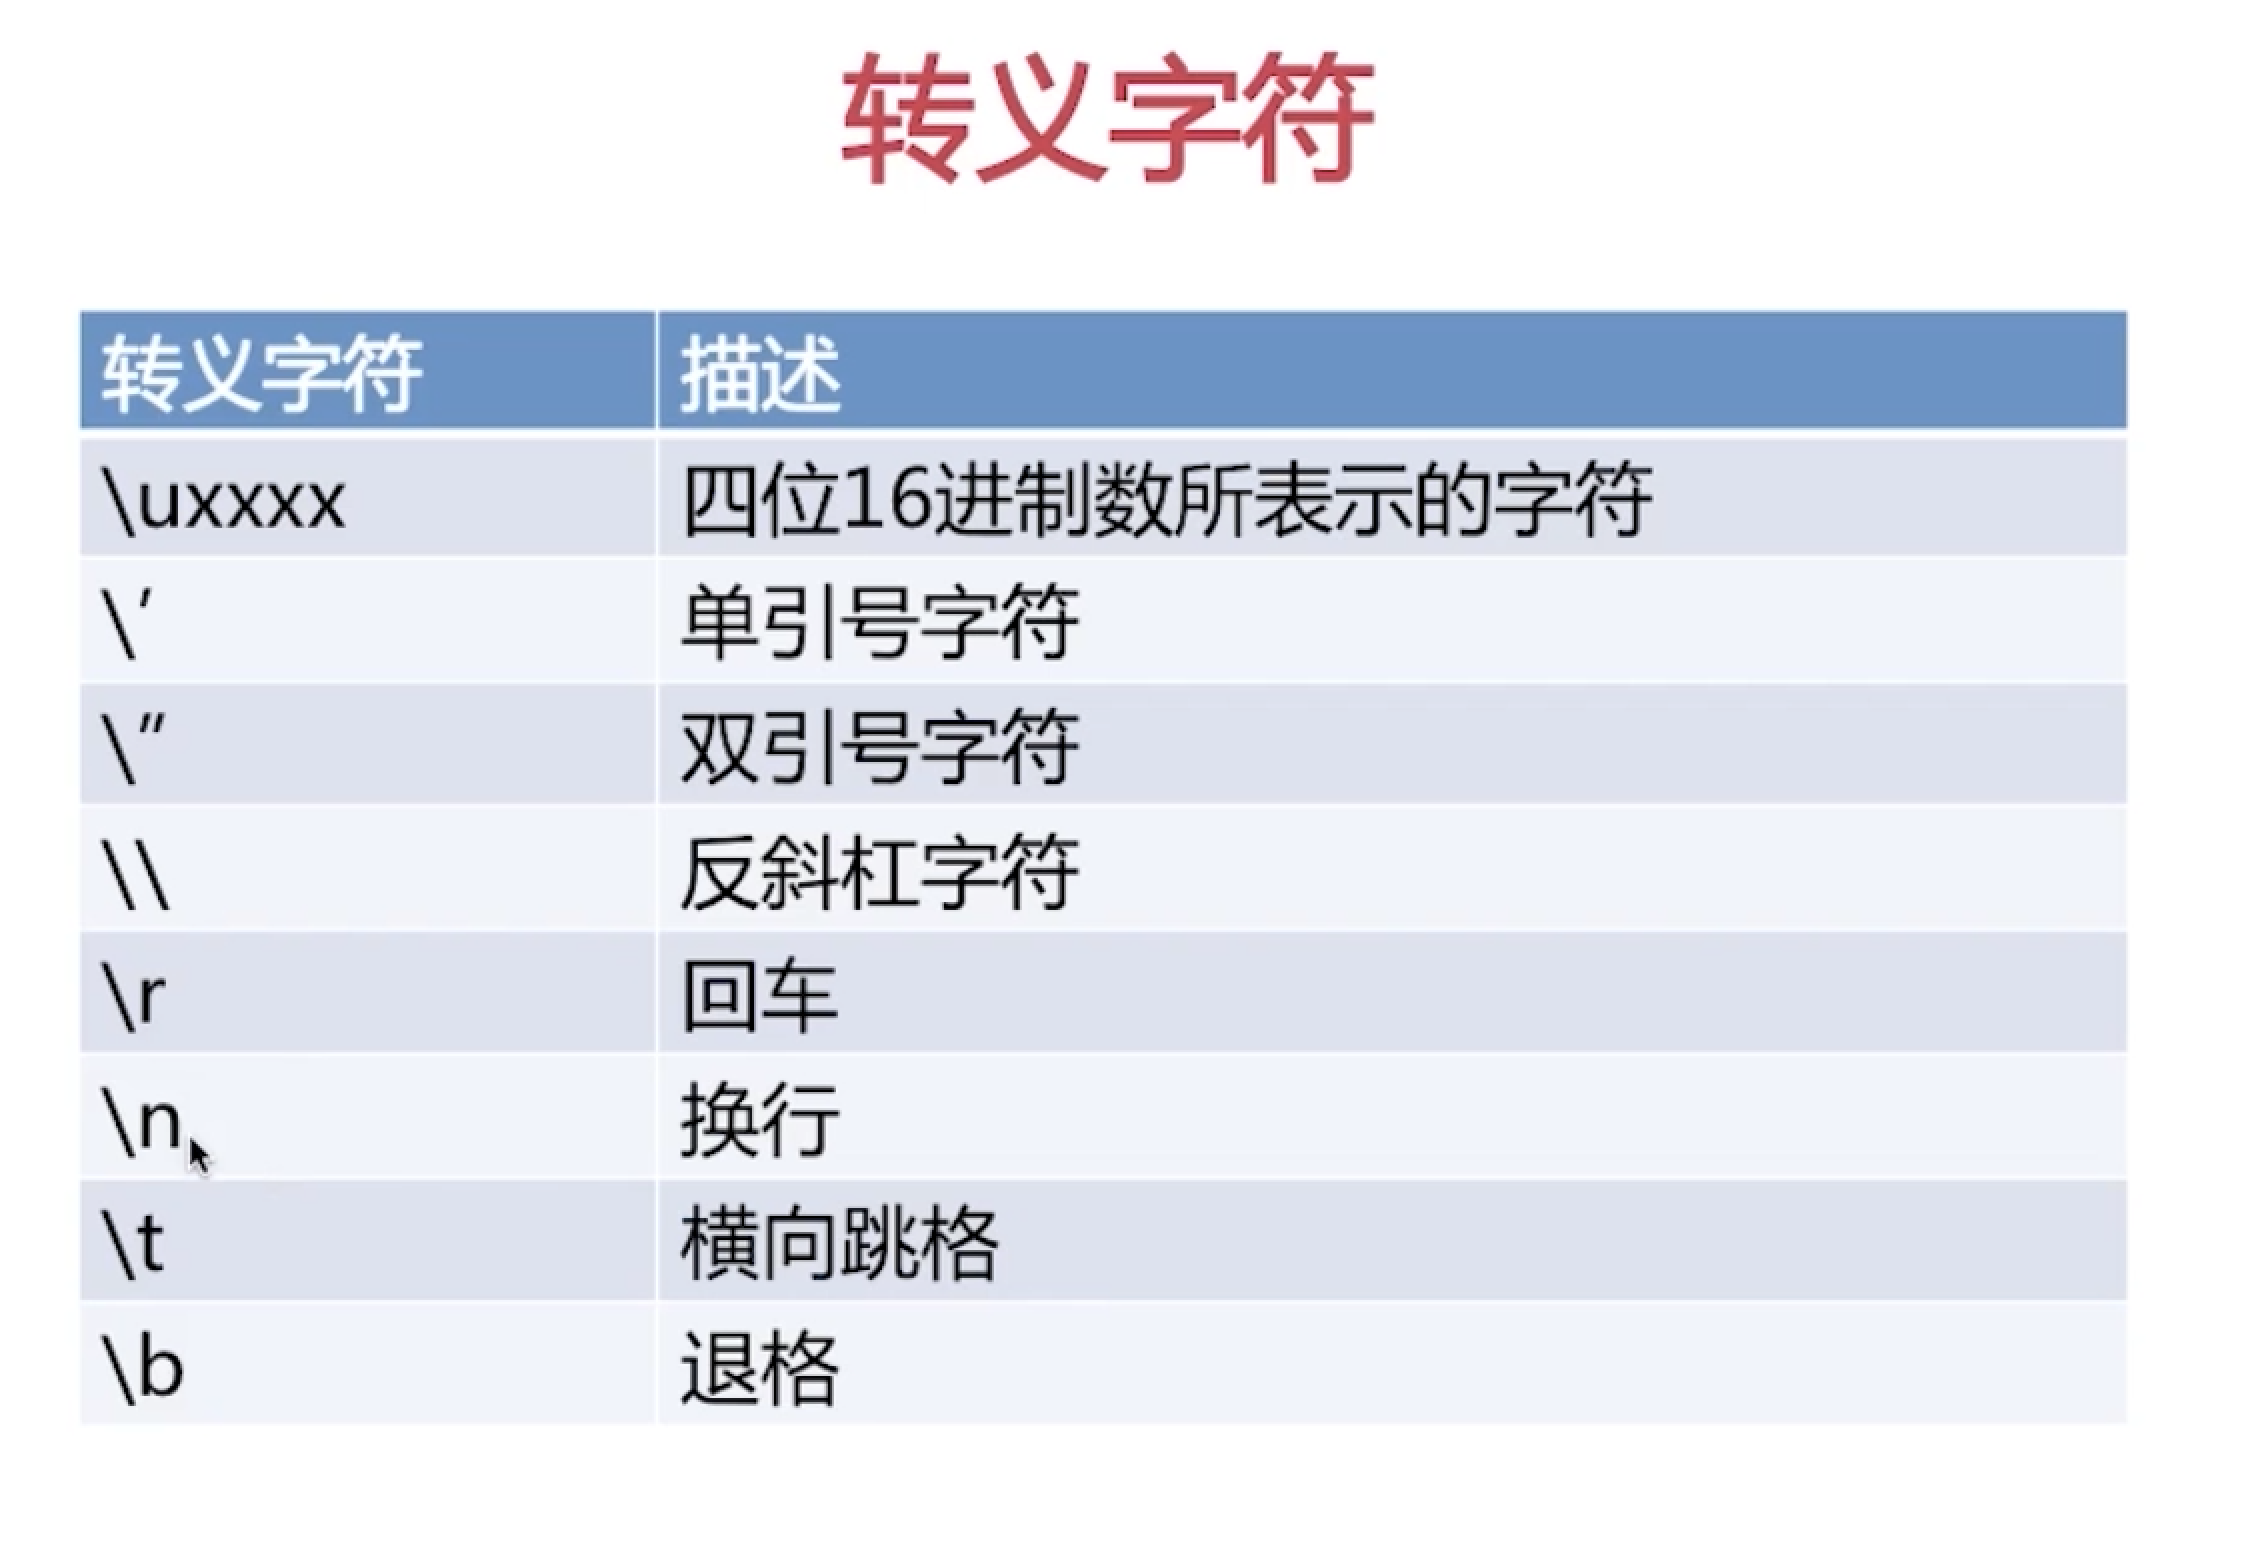 转义字符
转义字符 描述
\uxxxx 四位16进制数所表示的字符
\′ 单引号字符
\″ 双引号字符
\\ 反斜杠字符
\r 回车
\n 换行
\t 横向跳格
\b 退格